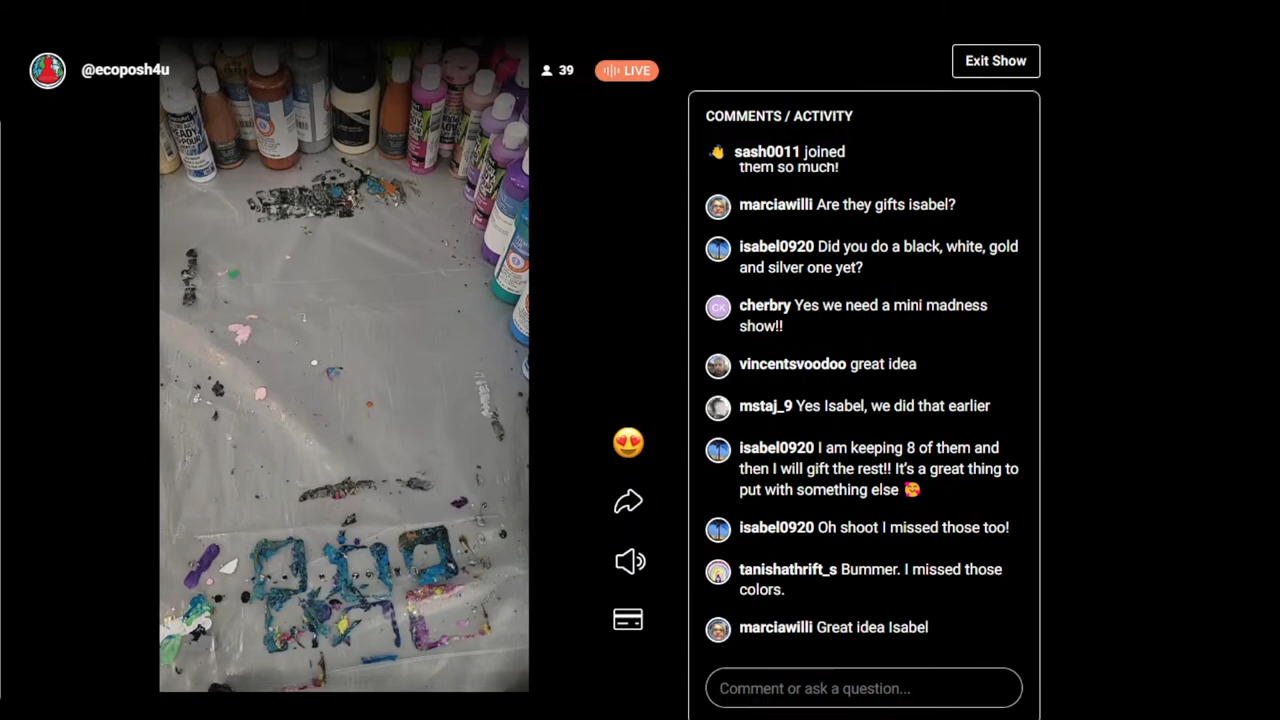 @ecoposh4u
39
LIVE
Exit Show
COMMENTS / ACTIVITY
sash0011 joined
them so much!
marciawilli Are they gifts isabel?
isabel0920 Did you do a black, white, gold
and silver one yet?
CK
cherbry Yes we need a mini madness
show!!
vincentsvoodoo great idea
mstaj_9 Yes Isabel, we did that earlier
isabel0920 I am keeping 8 of them and
then I will gift the rest!! It's a great thing to
put with something else 🥰
isabel0920 Oh shoot I missed those too!
tanishathrift_s Bummer. I missed those
colors.
marciawilli Great idea Isabel
Comment or ask a question...
READY
POUR